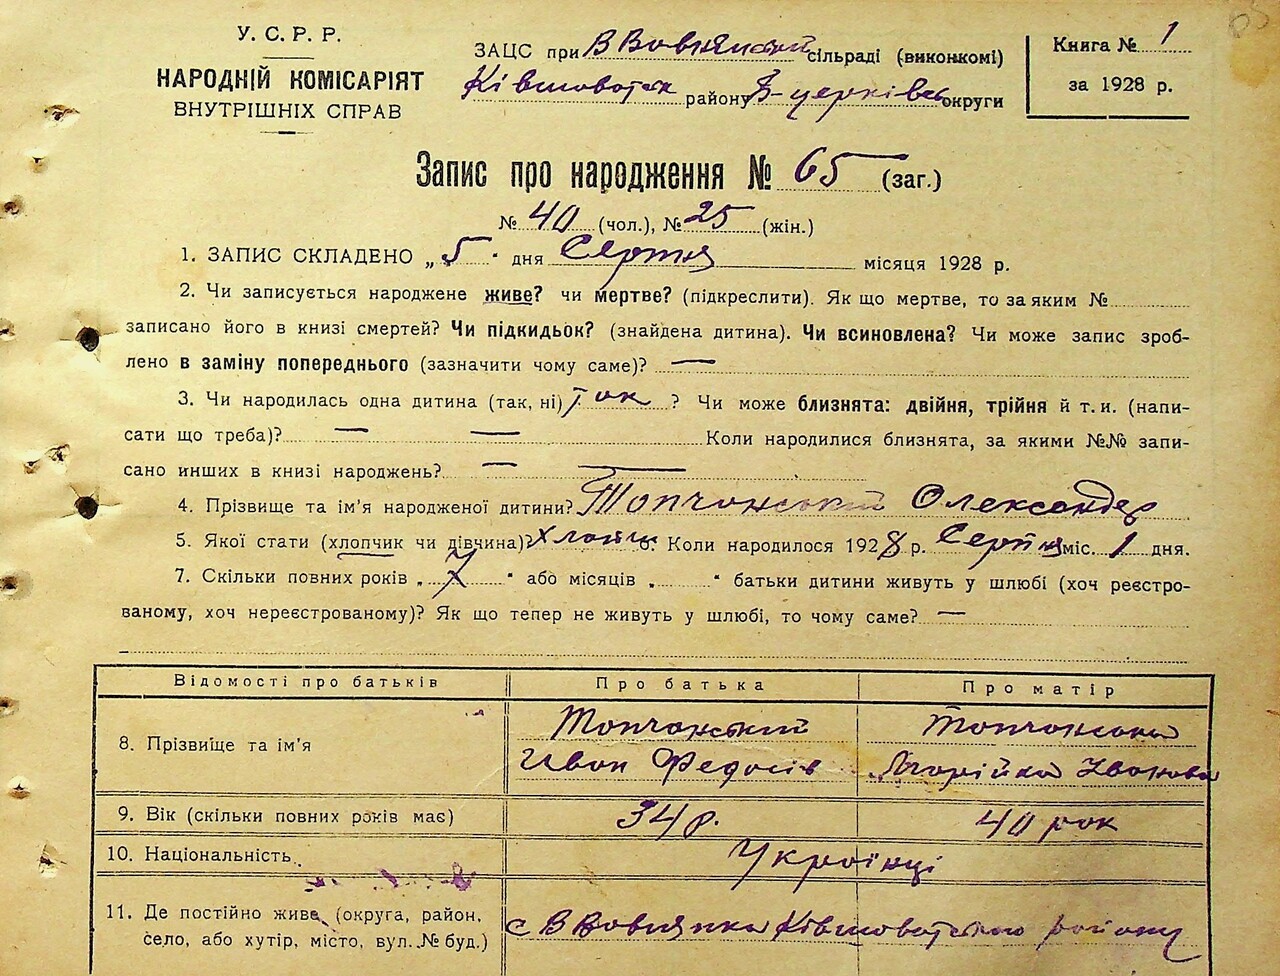 У. С. Р. Р.
НАРОДНІЙ КОМІСАРІЯТ
ВНУТРІШНІХ СПРАВ
ЗАЦС при В Вовнянській сільраді (виконкомі)
Ківшоватськ району Б-церківськ округи
Книга № 1
за 1928 р.
Запис про народження № 65 (заг.)
№ 40 (чол.), № 25 (жін.)
1. ЗАПИС СКЛАДЕНО „5" дня Серпня місяця 1928 р.
2. Чи записується народжене живе? чи мертве? (підкреслити). Як що мертве, то за яким №
записано його в книзі смертей? Чи підкидьок? (знайдена дитина). Чи всиновлена? Чи може запис зроб-
лено в заміну попереднього (зазначити чому саме)? —
3. Чи народилась одна дитина (так, ні) так ? Чи може близнята: двійня, трійня й т. и. (напи-
сати що треба)? — — Коли народилися близнята, за якими №№ запи-
сано инших в книзі народжень? — —
4. Прізвище та ім'я народженої дитини? Топчанський Олександер
5. Якої стати (хлопчик чи дівчина)? хлопчик 6. Коли народилося 1928 р. Серпня міс. 1 дня.
7. Скільки повних років „7" або місяців „ " батьки дитини живуть у шлюбі (хоч реєстро-
ваному, хоч нереєстрованому)? Як що тепер не живуть у шлюбі, то чому саме? —
Відомості про батьків Про батька Про матір
8. Прізвище та ім'я Топчанський Іван Федосів Топчанська Іванова
9. Вік (скільки повних років має) 34 р. 40 рок
10. Національність Українці
11. Де постійно живе (округа, район,
село, або хутір, місто, вул. № буд.) с В Вовнянка Ківшоватського району